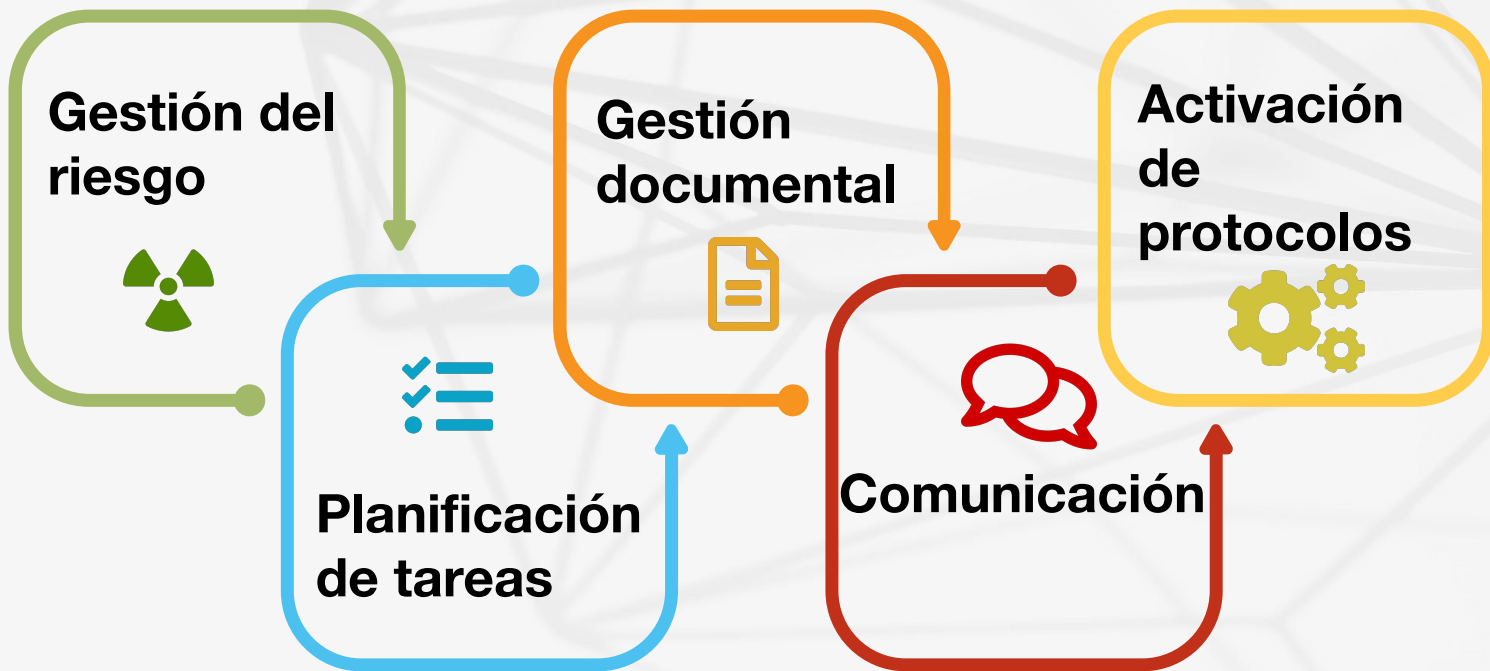 Gestión del
riesgo
Planificación
de tareas
Gestión
documental
Comunicación
Activación
de
protocolos